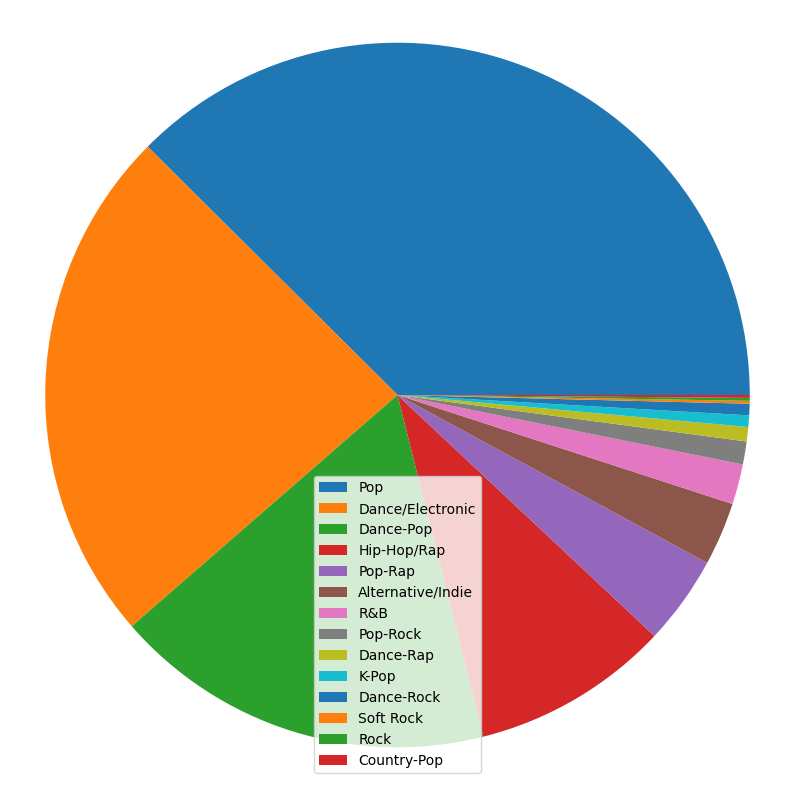 Pop
Dance/Electronic
Dance-Pop
Hip-Hop/Rap
Pop-Rap
Alternative/Indie
R&B
Pop-Rock
Dance-Rap
K-Pop
Dance-Rock
Soft Rock
Rock
Country-Pop